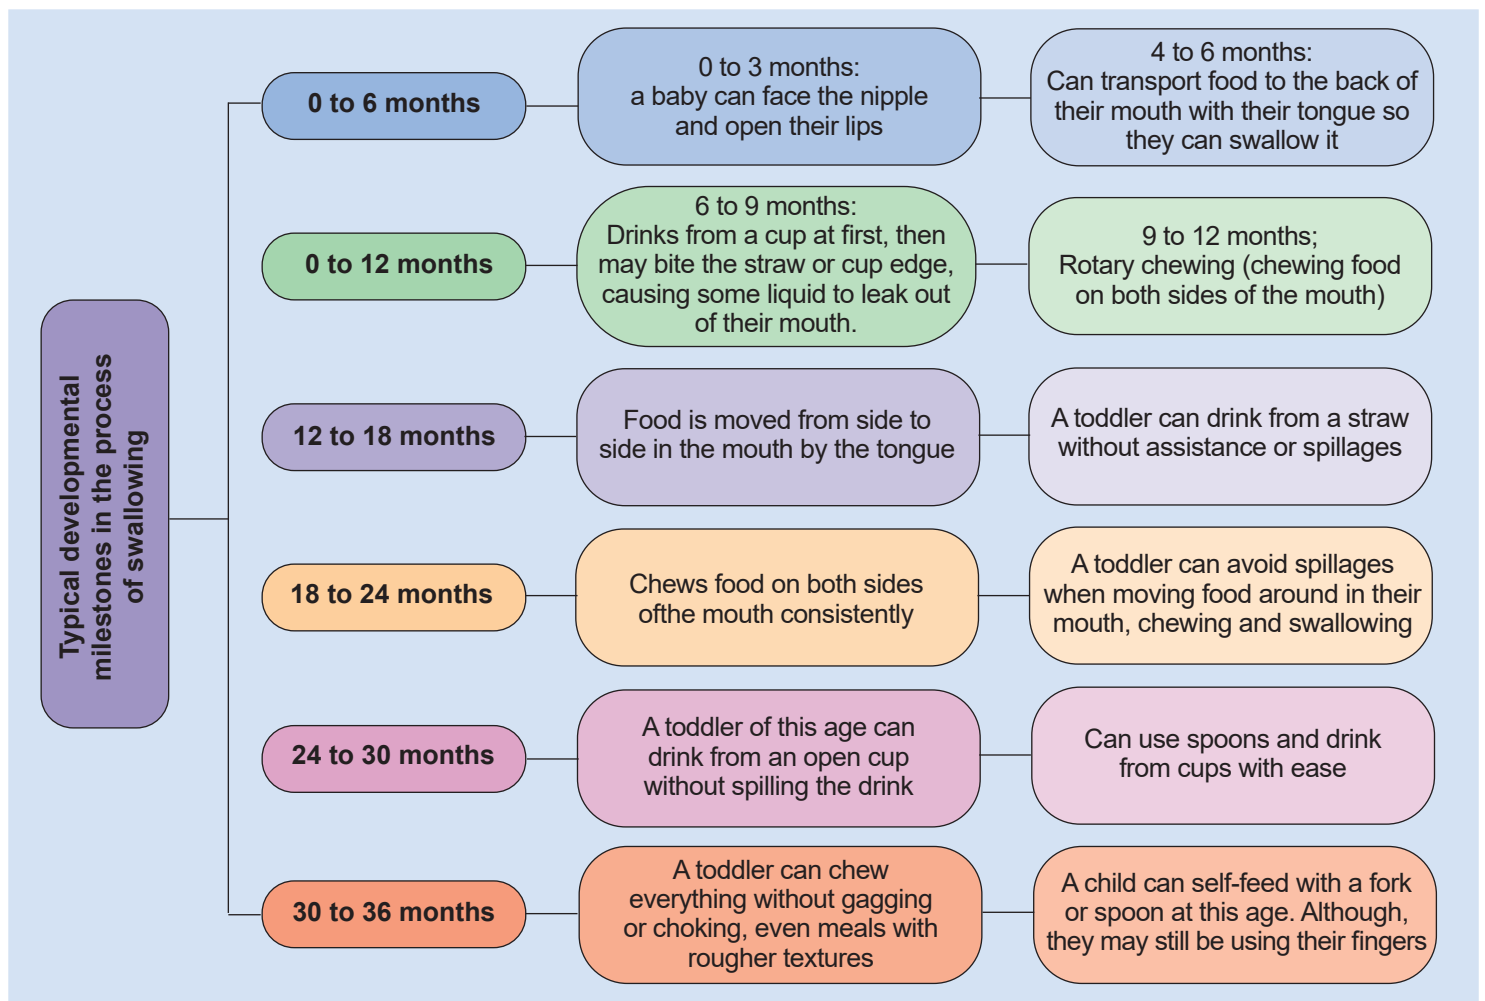 Typical developmental
milestones in the process
of swallowing
0 to 6 months
0 to 3 months:
a baby can face the nipple
and open their lips
4 to 6 months:
Can transport food to the back of
their mouth with their tongue so
they can swallow it
0 to 12 months
6 to 9 months:
Drinks from a cup at first, then
may bite the straw or cup edge,
causing some liquid to leak out
of their mouth.
9 to 12 months;
Rotary chewing (chewing food
on both sides of the mouth)
12 to 18 months
Food is moved from side to
side in the mouth by the tongue
A toddler can drink from a straw
without assistance or spillages
18 to 24 months
Chews food on both sides
ofthe mouth consistently
A toddler can avoid spillages
when moving food around in their
mouth, chewing and swallowing
24 to 30 months
A toddler of this age can
drink from an open cup
without spilling the drink
Can use spoons and drink
from cups with ease
30 to 36 months
A toddler can chew
everything without gagging
or choking, even meals with
rougher textures
A child can self-feed with a fork
or spoon at this age. Although,
they may still be using their fingers